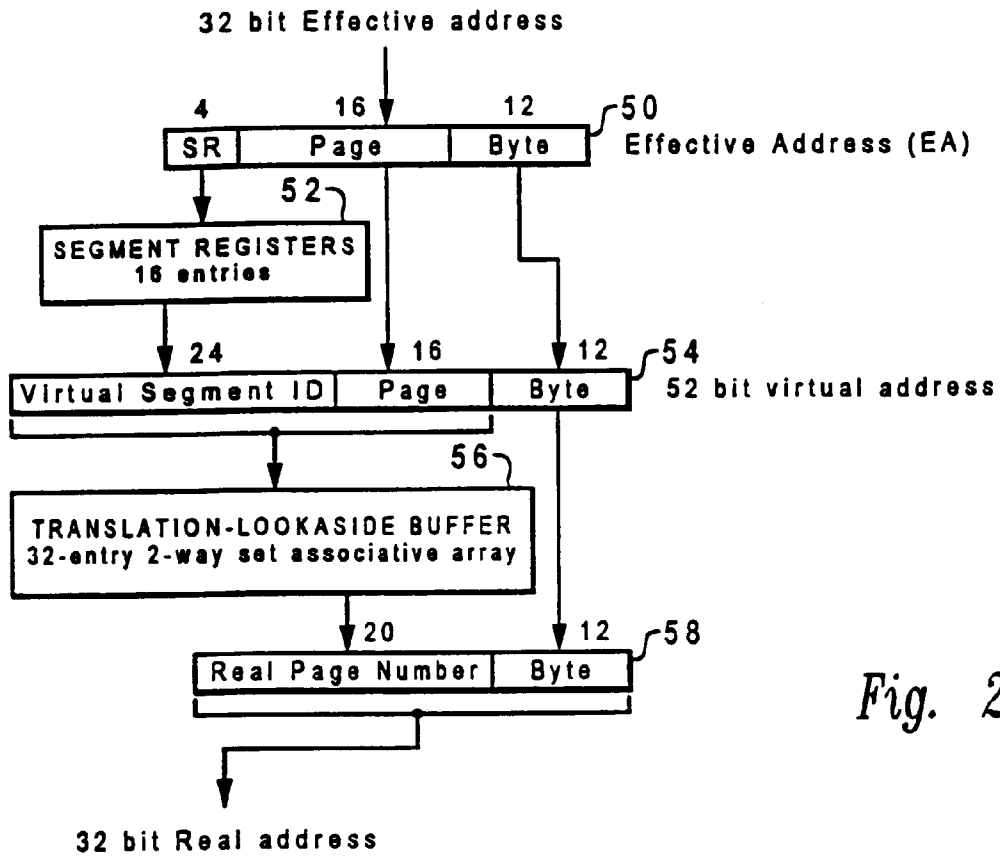 32 bit Effective address
4 16 12 50
SR Page Byte Effective Address (EA)
52
SEGMENT REGISTERS
16 entries
24 16 12 54
Virtual Segment ID Page Byte 52 bit virtual address
56
TRANSLATION-LOOKASIDE BUFFER
32-entry 2-way set associative array
20 12 58
Real Page Number Byte
Fig. 2
32 bit Real address